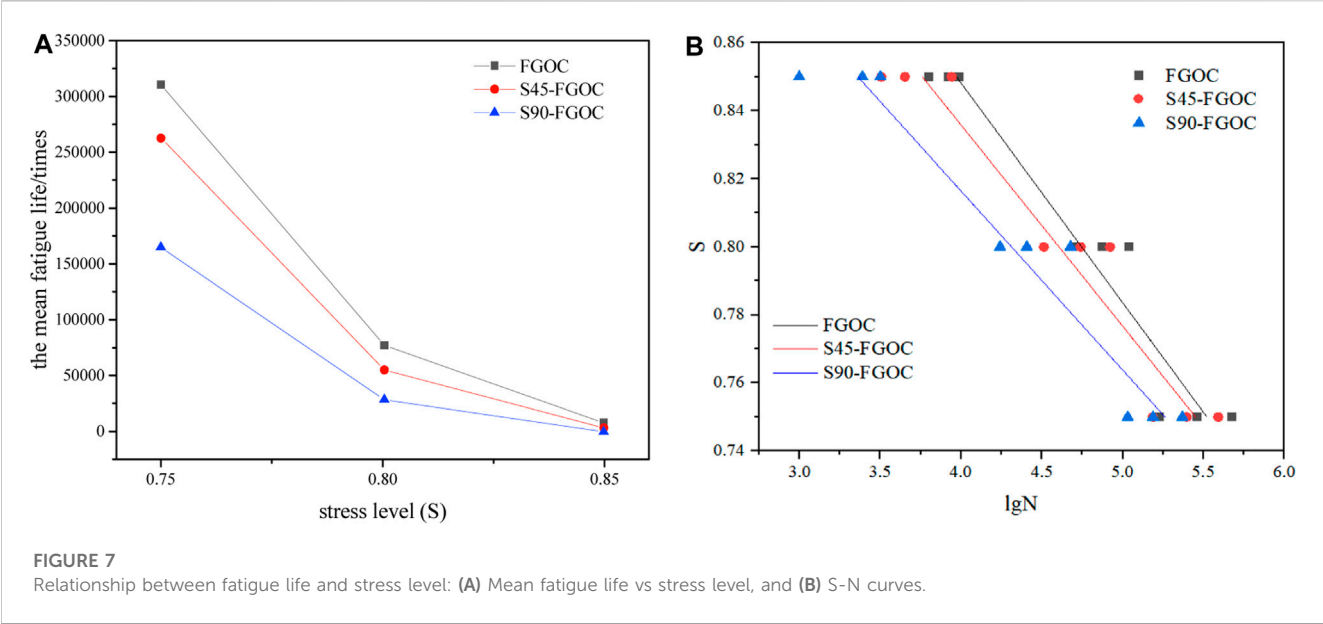 A
350000
300000
250000
200000
150000
100000
50000
0
the mean fatigue life/times
0.75
0.80
0.85
stress level (S)
FGOC
S45-FGOC
S90-FGOC
B
0.86
0.84
0.82
0.80
0.78
0.76
0.74
S
3.0
3.5
4.0
4.5
5.0
5.5
6.0
lgN
FGOC
S45-FGOC
S90-FGOC
FGOC
S45-FGOC
S90-FGOC
FIGURE 7
Relationship between fatigue life and stress level: (A) Mean fatigue life vs stress level, and (B) S-N curves.